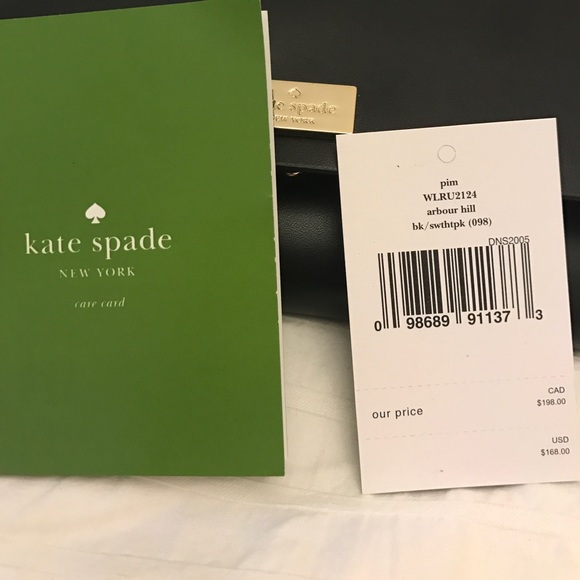 kate spade
NEW YORK
care card
spade
pim
WLRU2124
arbour hill
bk/swthtpk (098)
DNS2005
0 98689 91137 3
our price
CAD
$198.00
USD
$168.00